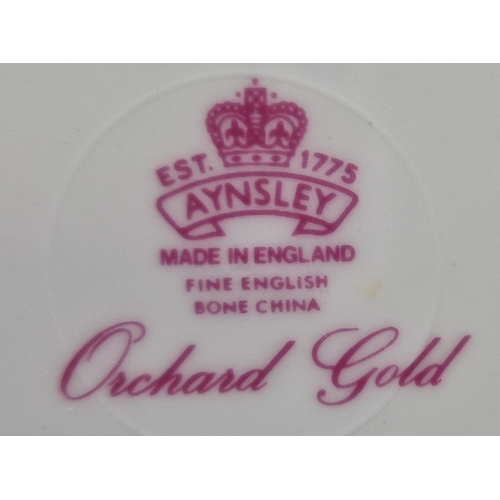 EST. 1775
AYNSLEY
MADE IN ENGLAND
FINE ENGLISH
BONE CHINA
Orchard Gold